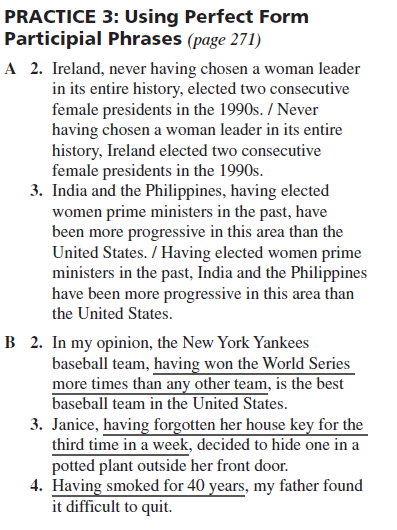 PRACTICE 3: Using Perfect Form
Participial Phrases (page 271)
A 2. Ireland, never having chosen a woman leader
in its entire history, elected two consecutive
female presidents in the 1990s. / Never
having chosen a woman leader in its entire
history, Ireland elected two consecutive
female presidents in the 1990s.
3. India and the Philippines, having elected
women prime ministers in the past, have
been more progressive in this area than the
United States. / Having elected women prime
ministers in the past, India and the Philippines
have been more progressive in this area than
the United States.
B 2. In my opinion, the New York Yankees
baseball team, having won the World Series
more times than any other team, is the best
baseball team in the United States.
3. Janice, having forgotten her house key for the
third time in a week, decided to hide one in a
potted plant outside her front door.
4. Having smoked for 40 years, my father found
it difficult to quit.